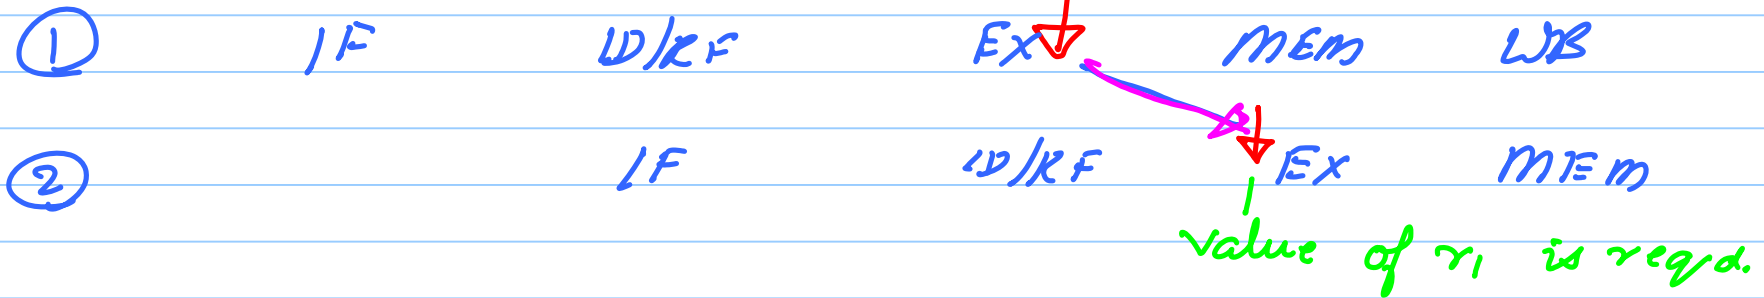 1 IF ID/RF EX MEM WB
2 IF ID/RF EX MEM
value of r1 is reqd.